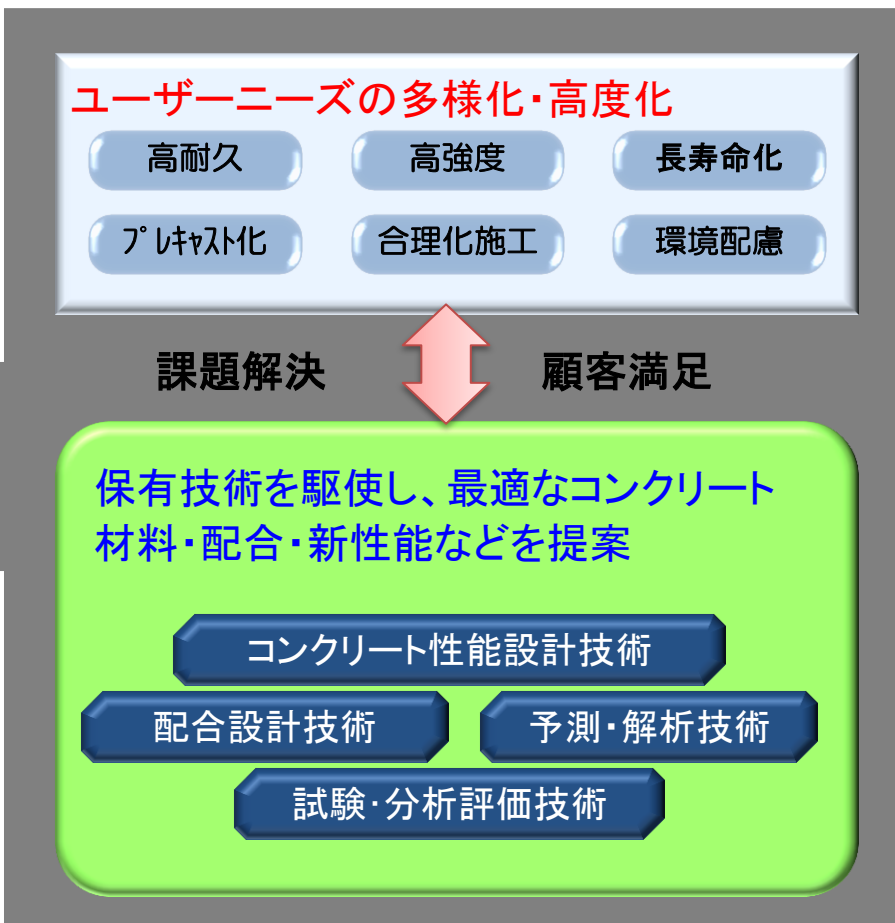 ユーザーニーズの多様化・高度化
高耐久 高強度 長寿命化
プレキャスト化 合理化施工 環境配慮
課題解決 顧客満足
保有技術を駆使し、最適なコンクリート
材料・配合・新性能などを提案
コンクリート性能設計技術
配合設計技術 予測・解析技術
試験・分析評価技術